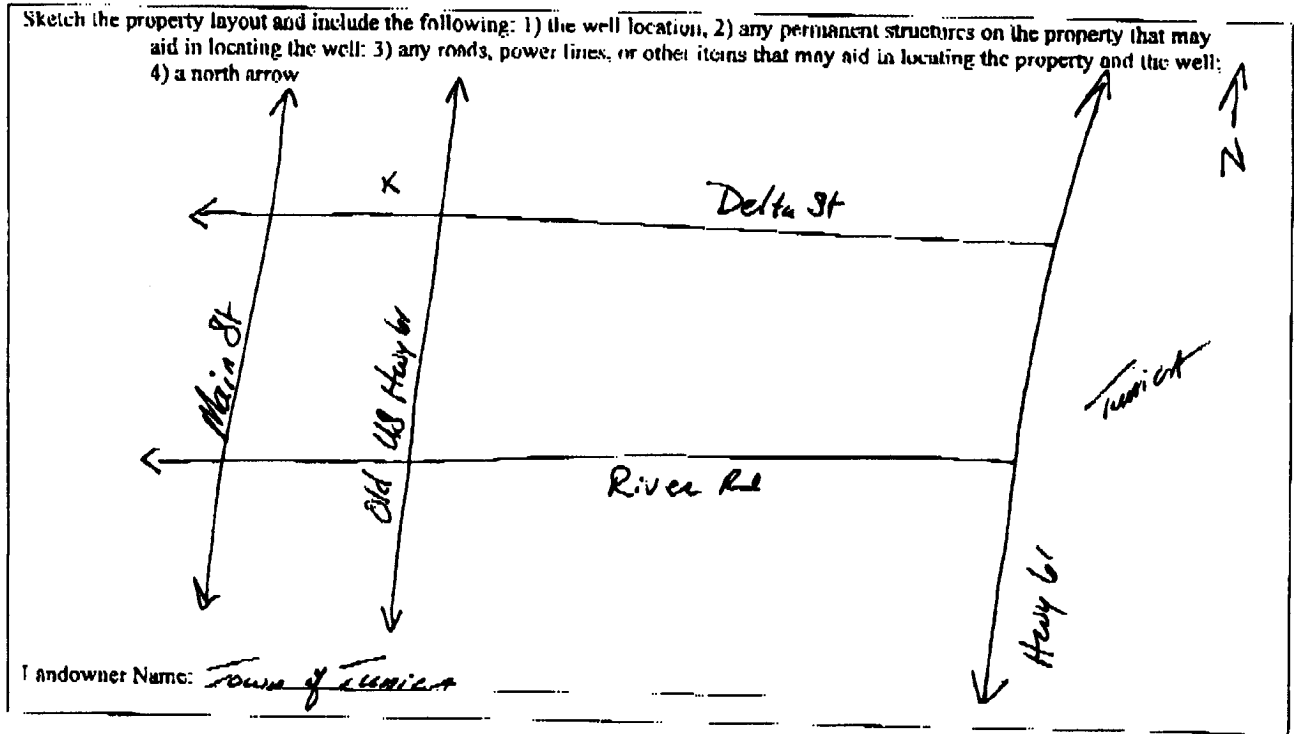 Sketch the property layout and include the following: 1) the well location, 2) any permanent structures on the property that may
aid in locating the well: 3) any roads, power lines, or other items that may aid in locating the property and the well;
4) a north arrow
N
X
Delta St
Main St
Old US Hwy 61
Tunica
River Rd
Hwy 61
Landowner Name: Town of Tunica